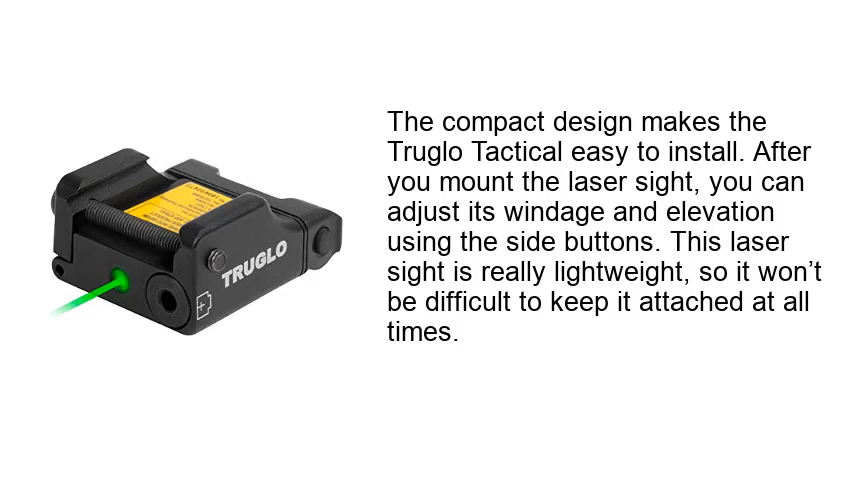 The compact design makes the
Truglo Tactical easy to install. After
you mount the laser sight, you can
adjust its windage and elevation
using the side buttons. This laser
sight is really lightweight, so it won’t
be difficult to keep it attached at all
times.
TRUGLO